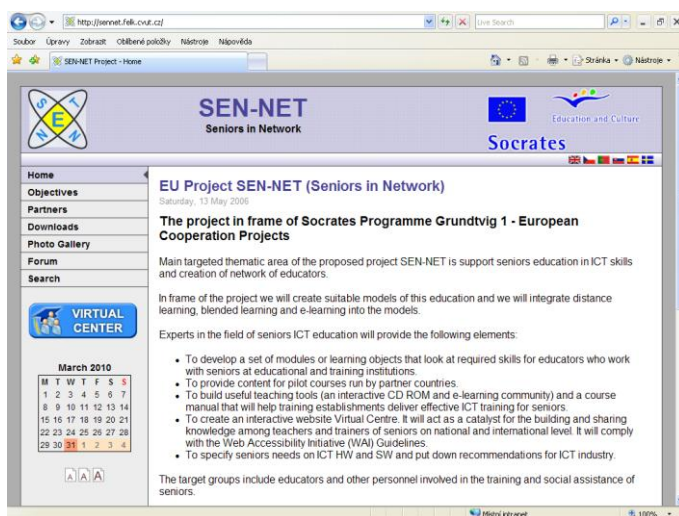 http://sennet.felk.cvut.cz/
Live Search
Soubor Úpravy Zobrazit Oblíbené položky Nástroje Nápověda
SEN-NET Project - Home
Stránka Nástroje
S T E N N
SEN-NET
Seniors in Network
Education and Culture
Socrates
Home
Objectives
Partners
Downloads
Photo Gallery
Forum
Search
VIRTUAL
CENTER
March 2010
M T W T F S S
1 2 3 4 5 6 7
8 9 10 11 12 13 14
15 16 17 18 19 20 21
22 23 24 25 26 27 28
29 30 31 1 2 3 4
A A A
EU Project SEN-NET (Seniors in Network)
Saturday, 13 May 2006
The project in frame of Socrates Programme Grundtvig 1 - European
Cooperation Projects
Main targeted thematic area of the proposed project SEN-NET is support seniors education in ICT skills
and creation of network of educators.
In frame of the project we will create suitable models of this education and we will integrate distance
learning, blended learning and e-learning into the models.
Experts in the field of seniors ICT education will provide the following elements:
• To develop a set of modules or learning objects that look at required skills for educators who work
with seniors at educational and training institutions.
• To provide content for pilot courses run by partner countries.
• To build useful teaching tools (an interactive CD ROM and e-learning community) and a course
manual that will help training establishments deliver effective ICT training for seniors.
• To create an interactive website Virtual Centre. It will act as a catalyst for the building and sharing
knowledge among teachers and trainers of seniors on national and international level. It will comply
with the Web Accessibility Initiative (WAI) Guidelines.
• To specify seniors needs on ICT HW and SW and put down recommendations for ICT industry.
The target groups include educators and other personnel involved in the training and social assistance of
seniors.
Místní intranet 100%